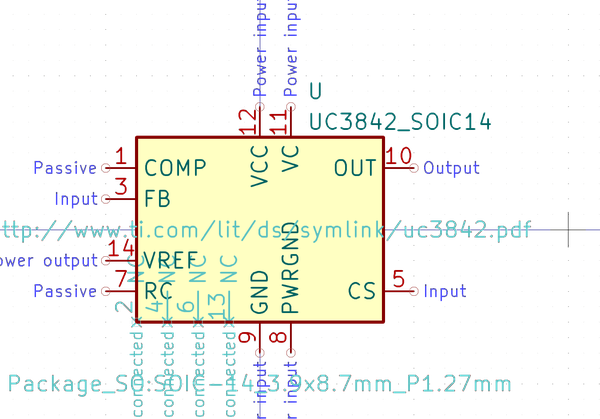 Power input
Power input
U
UC3842_SOIC14
12
11
VCC
VC
Passive
1
COMP
OUT
10
Output
Input
3
FB
ttp://www.ti.com/lit/ds/symlink/uc3842.pdf
ower output
14
VREF
Passive
7
RC
CS
5
Input
NC
NC
NC
NC
2
4
6
13
GND
PWRGND
9
8
connected
connected
connected
connected
r input
r input
Package_SO:SOIC-14_3.9x8.7mm_P1.27mm